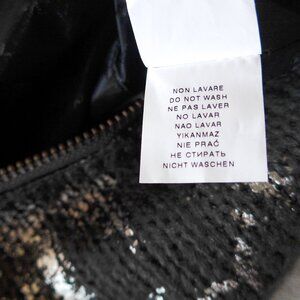 NON LAVARE
DO NOT WASH
NE PAS LAVER
NO LAVAR
NAO LAVAR
YIKANMAZ
NIE PRAĆ
НЕ СТИРАТЬ
NICHT WASCHEN